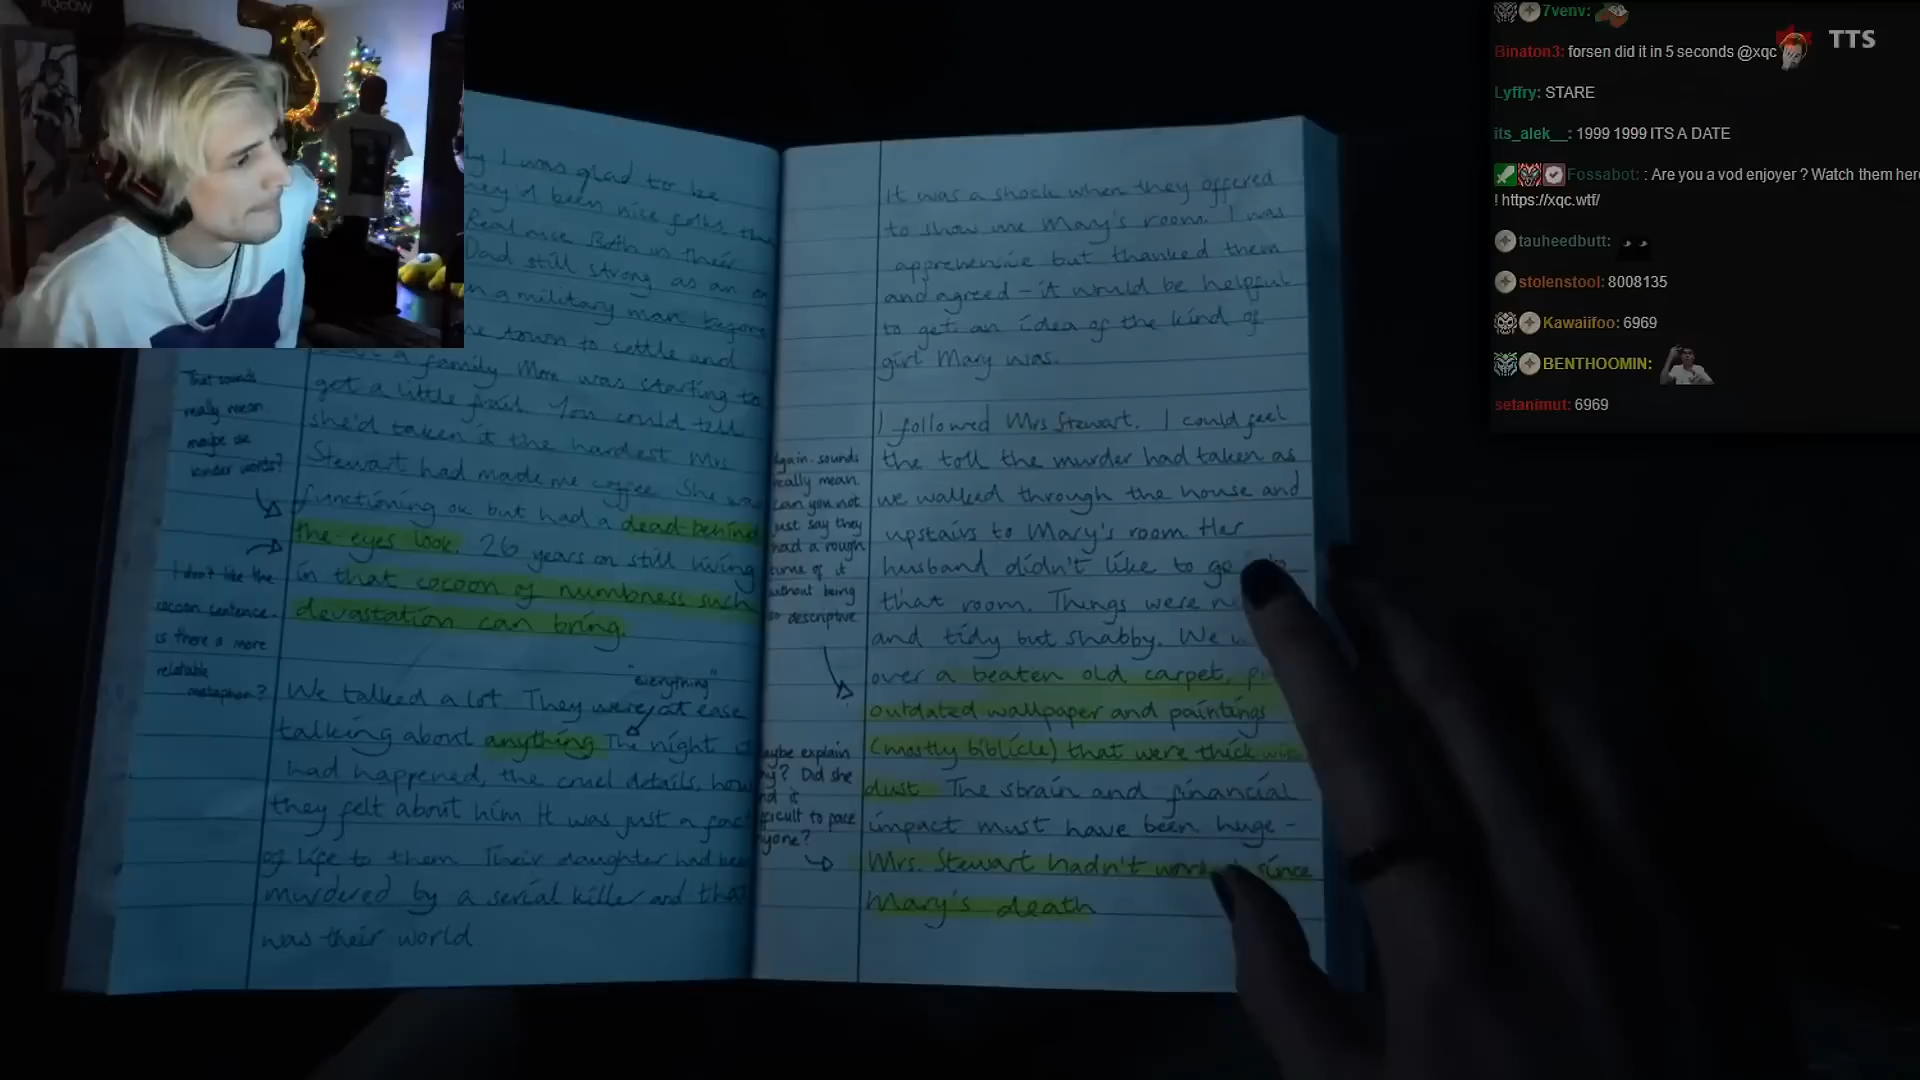 xQcOW
7venv:
Binaton3: forsen did it in 5 seconds @xqc
TTS
Lyffry: STARE
its_alek__: 1999 1999 ITS A DATE
Fossabot: : Are you a vod enjoyer ? Watch them here
! https://xqc.wtf/
tauheedbutt:
stolenstool: 8008135
Kawaiifoo: 6969
BENTHOOMIN:
setanimut: 6969
I was glad to be
they'd been nice folks
Both in their
Dad still strong as an
a military man before
town to settle and
a family Mom was starting to
get a little frail. You could tell
she'd taken it the hardest Mrs
Stewart had made me coffee. She was
functioning ok but had a dead-behind
the-eyes look. 26 years on still living
in that cocoon of numbness such
devastation can bring.
We talked a lot They were at ease
talking about anything The night it
had happened, the cruel details, how
they felt about him It was just a fact
of life to them Their daughter had been
murdered by a serial killer and that
was their world
That sounds
really mean
maybe use
kinder words?
I don't like the
cocoon sentence.
is there a more
relatable
metaphor?
"everything"
It was a shock when they offered
to show me Mary's room. I was
apprehensive but thanked them
and agreed - it would be helpful
to get an idea of the kind of
girl Mary was.
I followed Mrs Stewart. I could feel
the toll the murder had taken as
we walked through the house and
upstairs to Mary's room. Her
husband didn't like to go
that room. Things were
and tidy but shabby. We
over a beaten old carpet,
outdated wallpaper and paintings
(mostly biblicle) that were thick with
dust The strain and financial
impact must have been huge -
Mrs. Stewart hadn't since
Mary's death
Again sounds
really mean
can you not
just say they
had a rough
time of it
without being
so descriptive
maybe explain
why? Did she
find it
difficult to face
anyone?